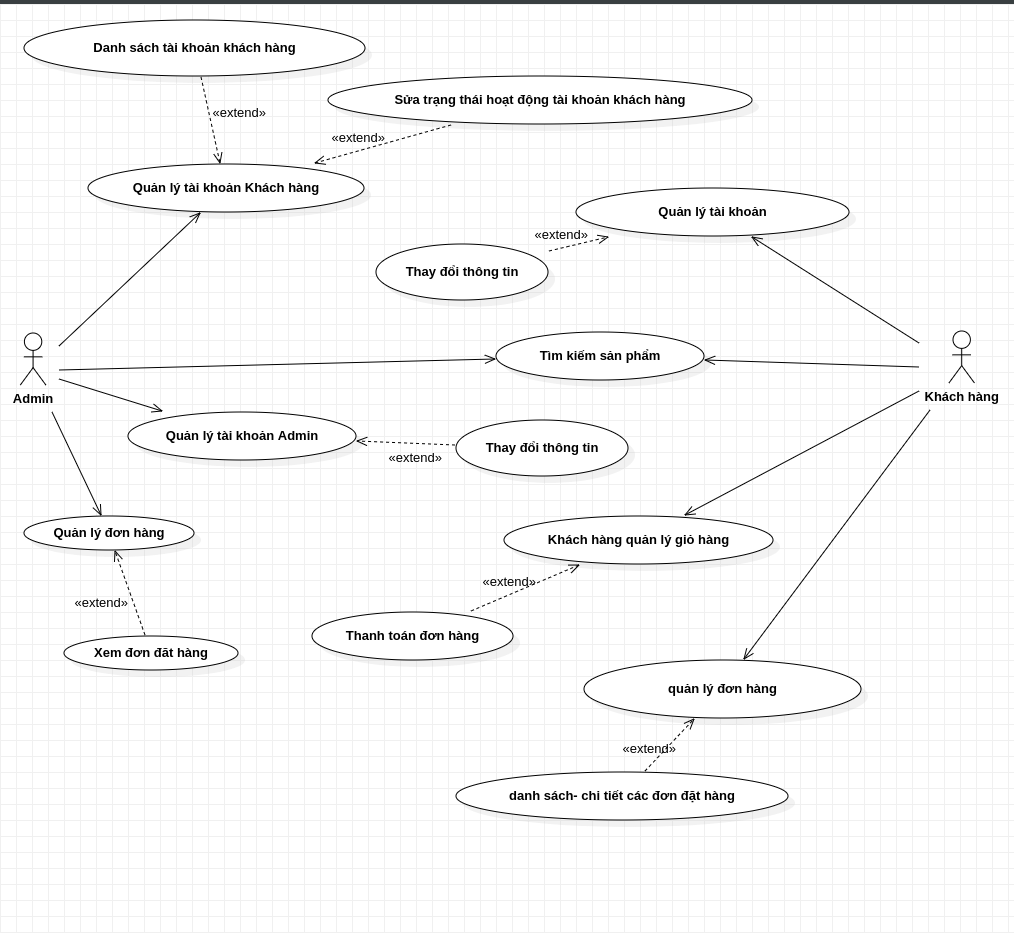 Danh sách tài khoản khách hàng
Sửa trạng thái hoạt động tài khoản khách hàng
«extend»
«extend»
Quản lý tài khoản Khách hàng
Quản lý tài khoản
«extend»
Thay đổi thông tin
Tìm kiếm sản phẩm
Admin
Khách hàng
Quản lý tài khoản Admin
Thay đổi thông tin
«extend»
Quản lý đơn hàng
Khách hàng quản lý giỏ hàng
«extend»
«extend»
Thanh toán đơn hàng
Xem đơn đăt hàng
quản lý đơn hàng
«extend»
danh sách- chi tiết các đơn đặt hàng